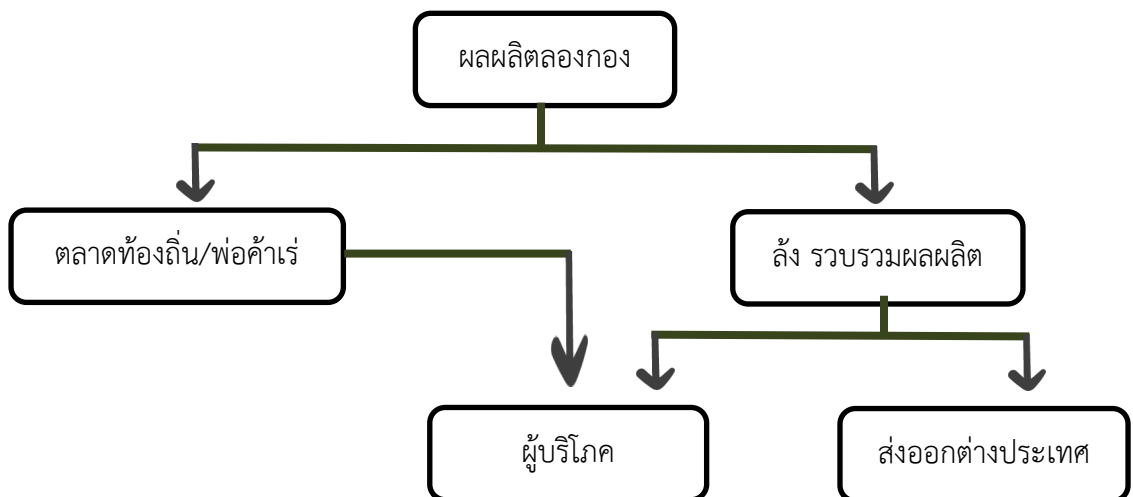 ผลผลิตลองกอง
ตลาดท้องถิ่น/พ่อค้าเร่
ล้ง รวบรวมผลผลิต
ผู้บริโภค
ส่งออกต่างประเทศ